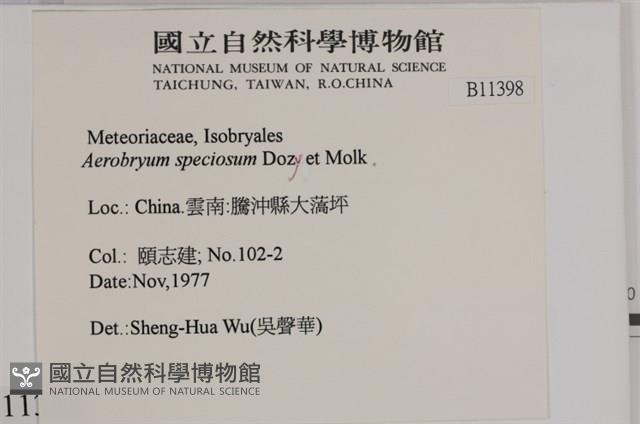 國立自然科學博物館
NATIONAL MUSEUM OF NATURAL SCIENCE
TAICHUNG, TAIWAN, R.O.CHINA
B11398
Meteoriaceae, Isobryales
Aerobryum speciosum Dozy et Molk.
Loc.: China.雲南:騰沖縣大蒿坪
Col.: 頤志建; No.102-2
Date:Nov,1977
Det.:Sheng-Hua Wu(吳聲華)
國立自然科學博物館
NATIONAL MUSEUM OF NATURAL SCIENCE